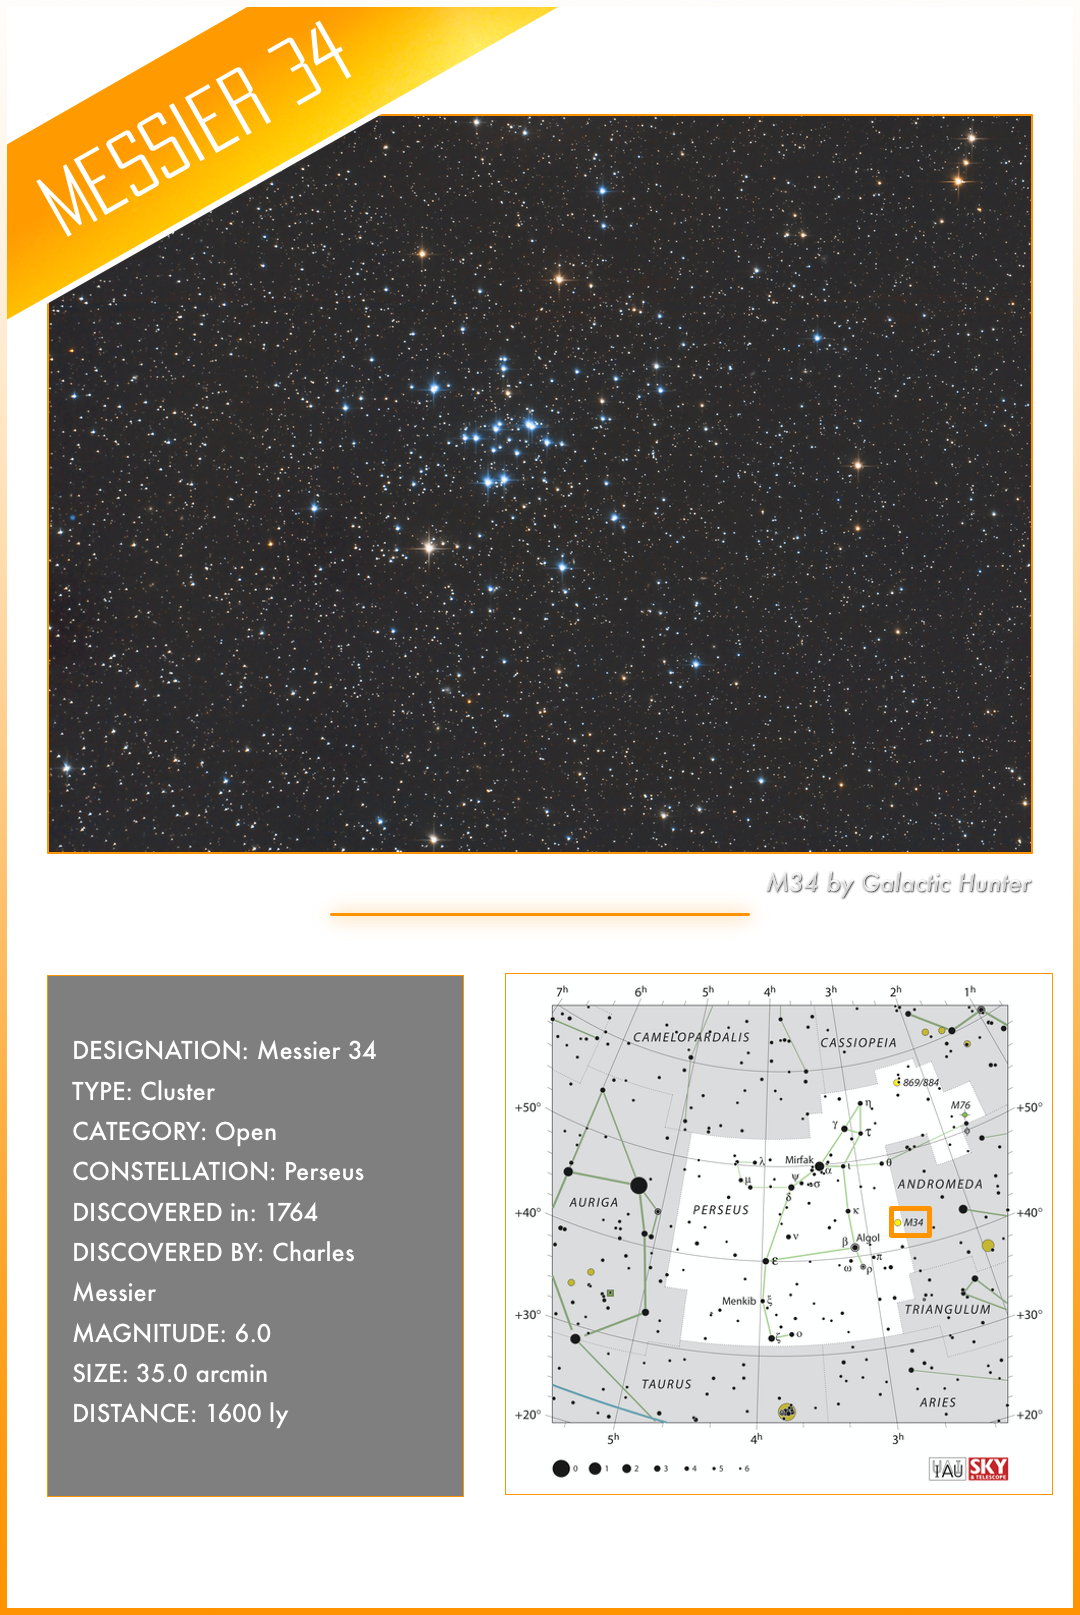 MESSIER 34
M34 by Galactic Hunter
DESIGNATION: Messier 34
TYPE: Cluster
CATEGORY: Open
CONSTELLATION: Perseus
DISCOVERED in: 1764
DISCOVERED BY: Charles
Messier
MAGNITUDE: 6.0
SIZE: 35.0 arcmin
DISTANCE: 1600 ly
7h 6h 5h 4h 3h 2h 1h
CAMELOPARDALIS
CASSIOPEIA
869/884
M76
+50° +50°
η
γ
τ
φ
λ
Mirfak
α
ι
θ
μ
ψ
σ
δ
ANDROMEDA
AURIGA
PERSEUS
κ
+40° +40°
M34
ν
β
Algol
ε
π
ω
ρ
Menkib
ξ
TRIANGULUM
+30° +30°
ζ
ο
TAURUS
ARIES
+20° +20°
5h 4h 3h
0 1 2 3 4 5 6
IAU
SKY
& TELESCOPE